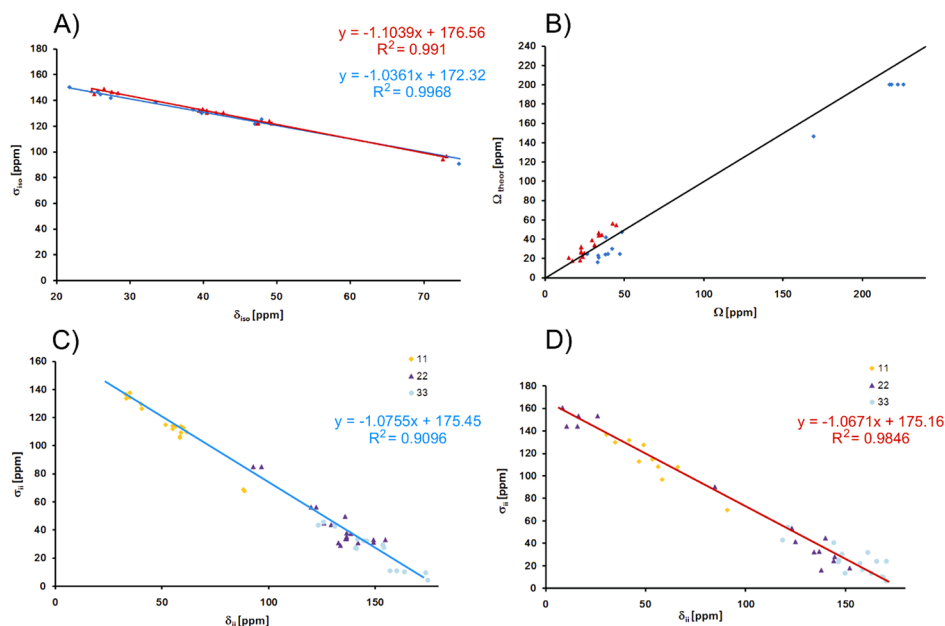 A)
y = -1.1039x + 176.56
R² = 0.991
y = -1.0361x + 172.32
R² = 0.9968
180
160
140
120
100
80
60
40
20
0
20 30 40 50 60 70
σiso [ppm]
δiso [ppm]
B)
240
220
200
180
160
140
120
100
80
60
40
20
0
0 50 100 150 200
Ω theor [ppm]
Ω [ppm]
C)
11
22
33
y = -1.0755x + 175.45
R² = 0.9096
160
140
120
100
80
60
40
20
0
0 50 100 150
σii [ppm]
δii [ppm]
D)
11
22
33
y = -1.0671x + 175.16
R² = 0.9846
180
160
140
120
100
80
60
40
20
0
0 50 100 150
σii [ppm]
δii [ppm]